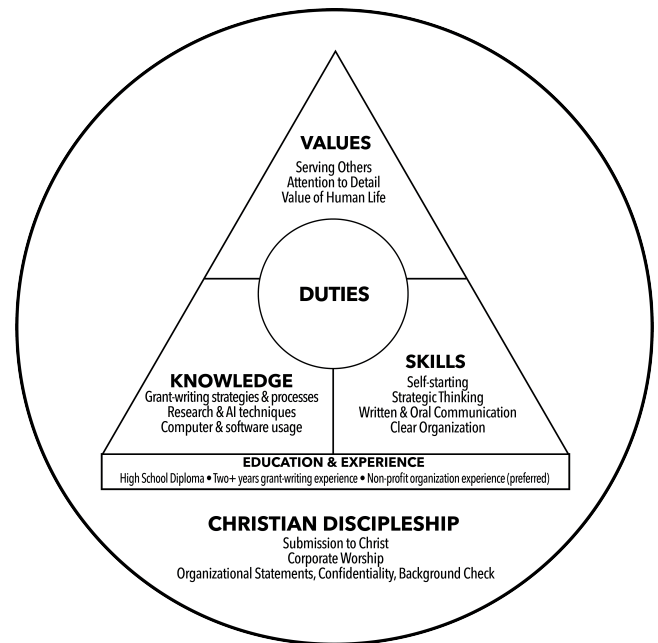 VALUES
Serving Others
Attention to Detail
Value of Human Life
DUTIES
KNOWLEDGE
Grant-writing strategies & processes
Research & AI techniques
Computer & software usage
SKILLS
Self-starting
Strategic Thinking
Written & Oral Communication
Clear Organization
EDUCATION & EXPERIENCE
High School Diploma • Two+ years grant-writing experience • Non-profit organization experience (preferred)
CHRISTIAN DISCIPLESHIP
Submission to Christ
Corporate Worship
Organizational Statements, Confidentiality, Background Check